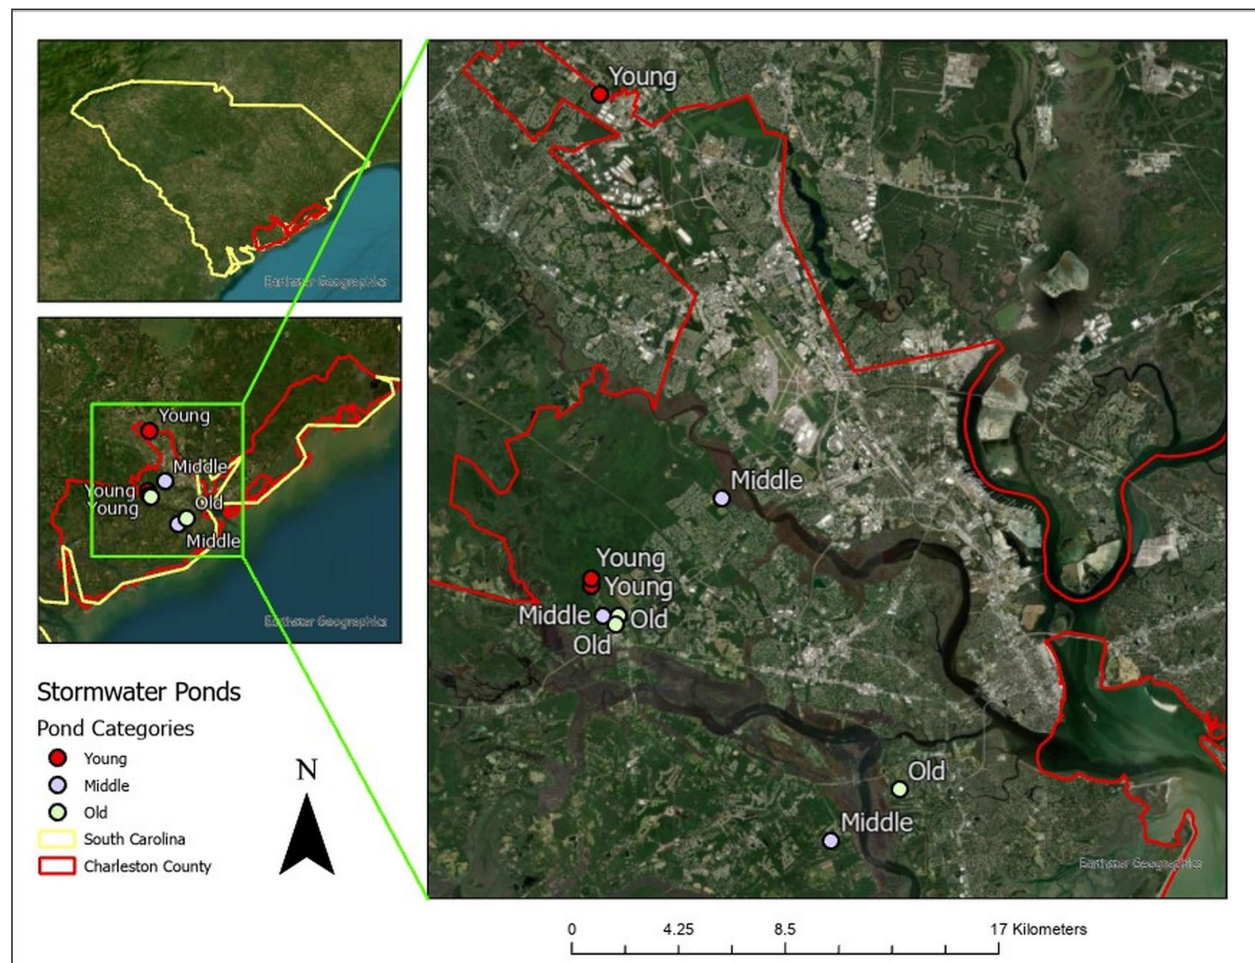 Earthstar Geographics
Young
Middle
Young
Young
Old
Middle
Earthstar Geographics
Stormwater Ponds
Pond Categories
Young
Middle
Old
South Carolina
Charleston County
N
Young
Middle
Young
Young
Middle
Old
Old
Old
Middle
Earthstar Geographics
0 4.25 8.5 17 Kilometers